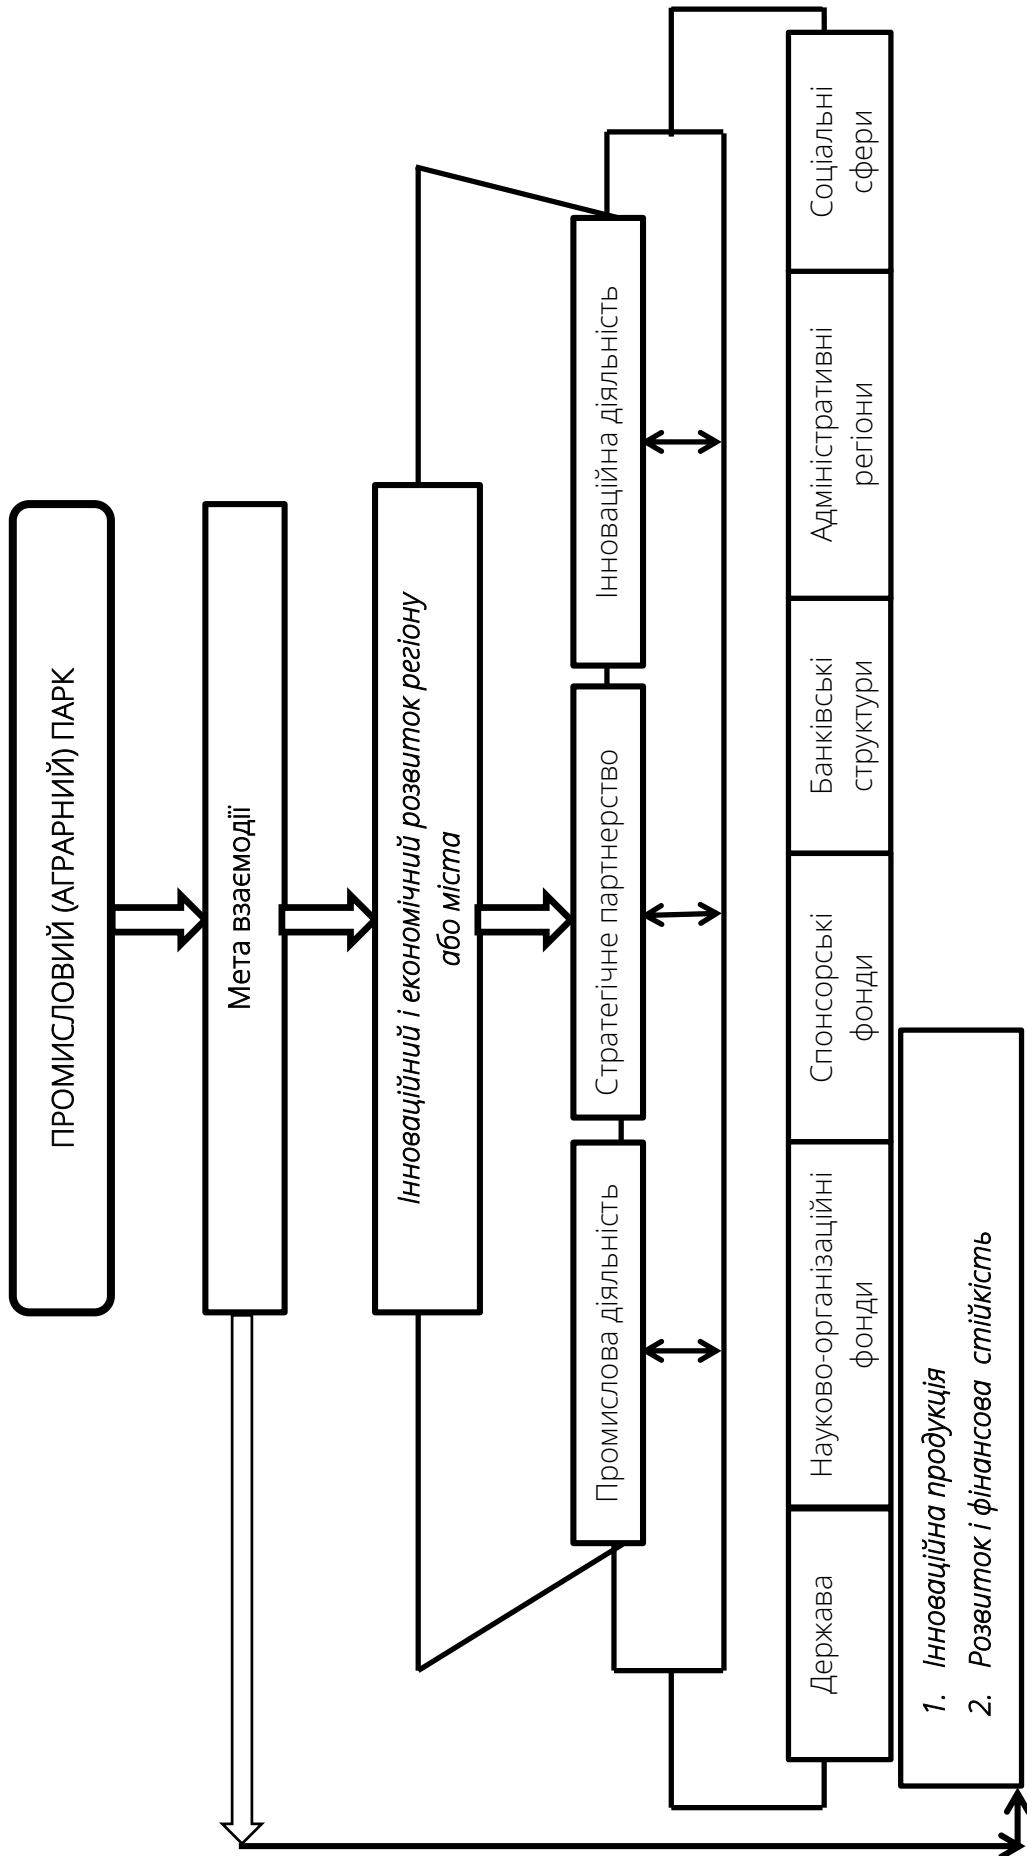 ПРОМИСЛОВИЙ (АГРАРНИЙ) ПАРК
Мета взаємодії
Інноваційний і економічний розвиток регіону
або міста
Промислова діяльність
Стратегічне партнерство
Інноваційна діяльність
Держава
Науково-організаційні
фонди
Спонсорські
фонди
Банківські
структури
Адміністративні
регіони
Соціальні
сфери
1. Інноваційна продукція
2. Розвиток і фінансова стійкість